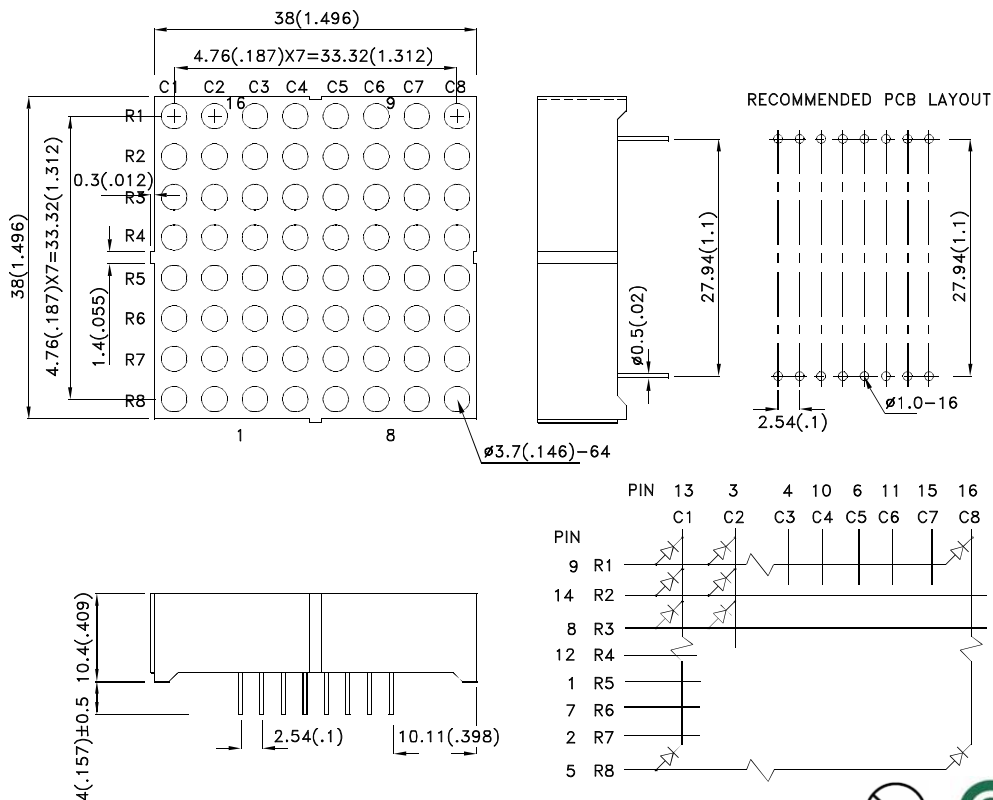 38(1.496)
4.76(.187)X7=33.32(1.312)
C1 C2 C3 C4 C5 C6 C7 C8
16 9
R1
R2
R3
R4
R5
R6
R7
R8
0.3(.012)
38(1.496)
4.76(.187)X7=33.32(1.312)
1.4(.055)
1 8
ø3.7(.146)-64
27.94(1.1)
ø0.5(.02)
RECOMMENDED PCB LAYOUT
27.94(1.1)
ø1.0-16
2.54(.1)
10.4(.409)
4(.157)±0.5
2.54(.1)
10.11(.398)
PIN 13 3 4 10 6 11 15 16
C1 C2 C3 C4 C5 C6 C7 C8
PIN
9 R1
14 R2
8 R3
12 R4
1 R5
7 R6
2 R7
5 R8